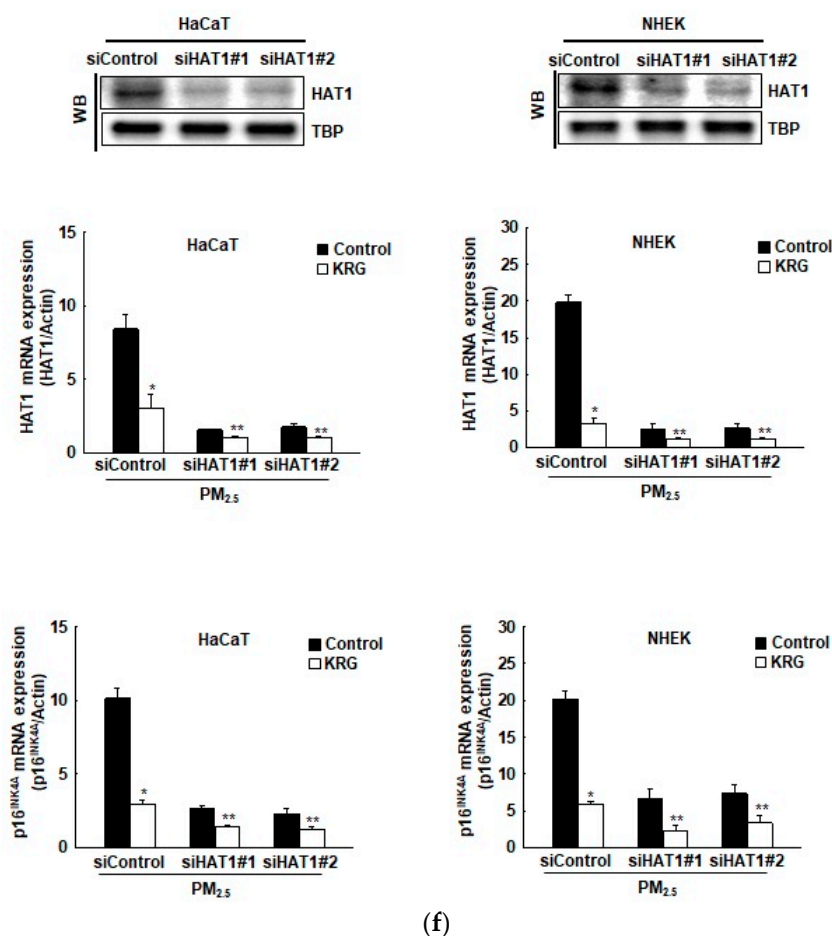 HaCaT
siControl siHAT1#1 siHAT1#2
WB
HAT1
TBP
NHEK
siControl siHAT1#1 siHAT1#2
WB
HAT1
TBP
HAT1 mRNA expression
(HAT1/Actin)
15
10
5
0
HaCaT
Control
KRG
*
**
**
siControl siHAT1#1 siHAT1#2
PM2.5
HAT1 mRNA expression
(HAT1/Actin)
30
25
20
15
10
5
0
NHEK
Control
KRG
*
**
**
siControl siHAT1#1 siHAT1#2
PM2.5
p16INK4A mRNA expression
(p16INK4A/Actin)
15
10
5
0
HaCaT
Control
KRG
*
**
**
siControl siHAT1#1 siHAT1#2
PM2.5
p16INK4A mRNA expression
(p16INK4A/Actin)
30
25
20
15
10
5
0
NHEK
Control
KRG
*
**
**
siControl siHAT1#1 siHAT1#2
PM2.5
(f)